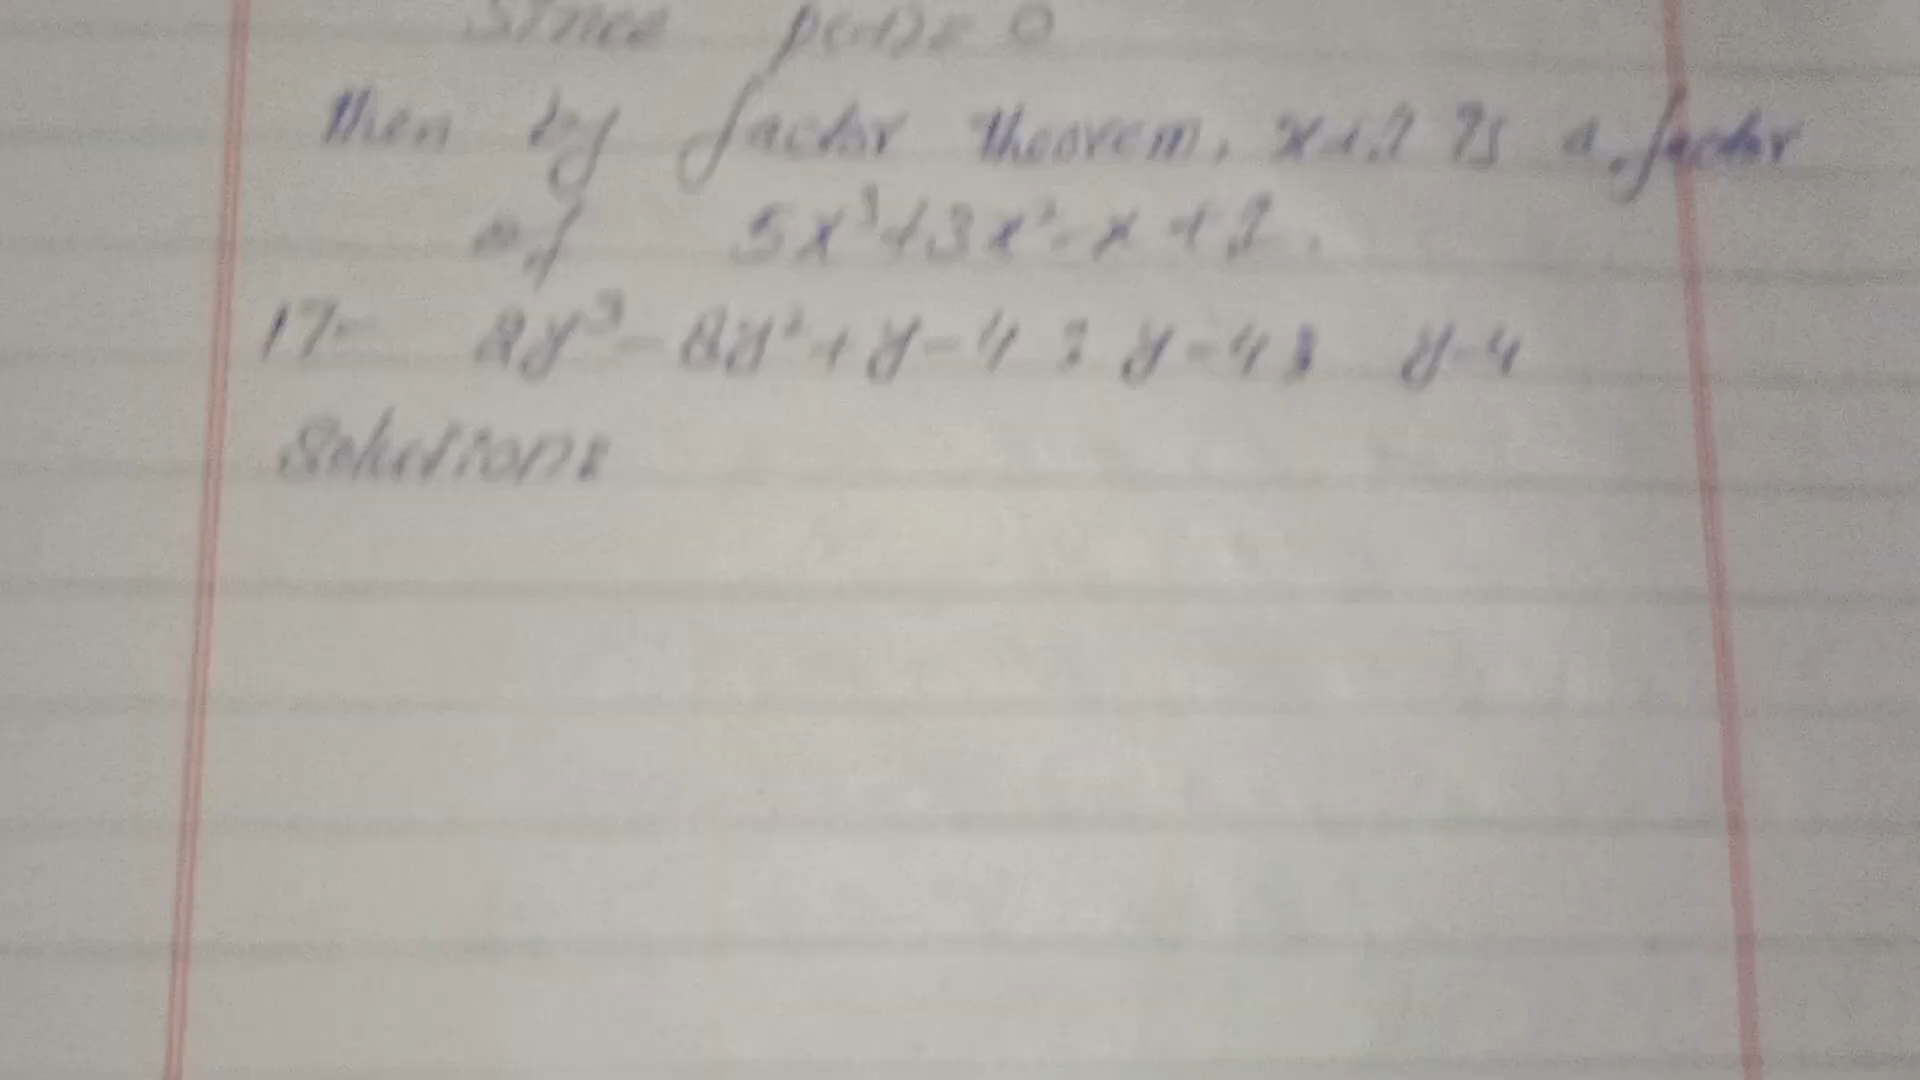 Since p(-1) = 0
then by factor theorem, x+1 is a factor
of 5x³+3x²-x+1.
17- 2y³-8y²+y-4 ; y-4; y-4
Solution: